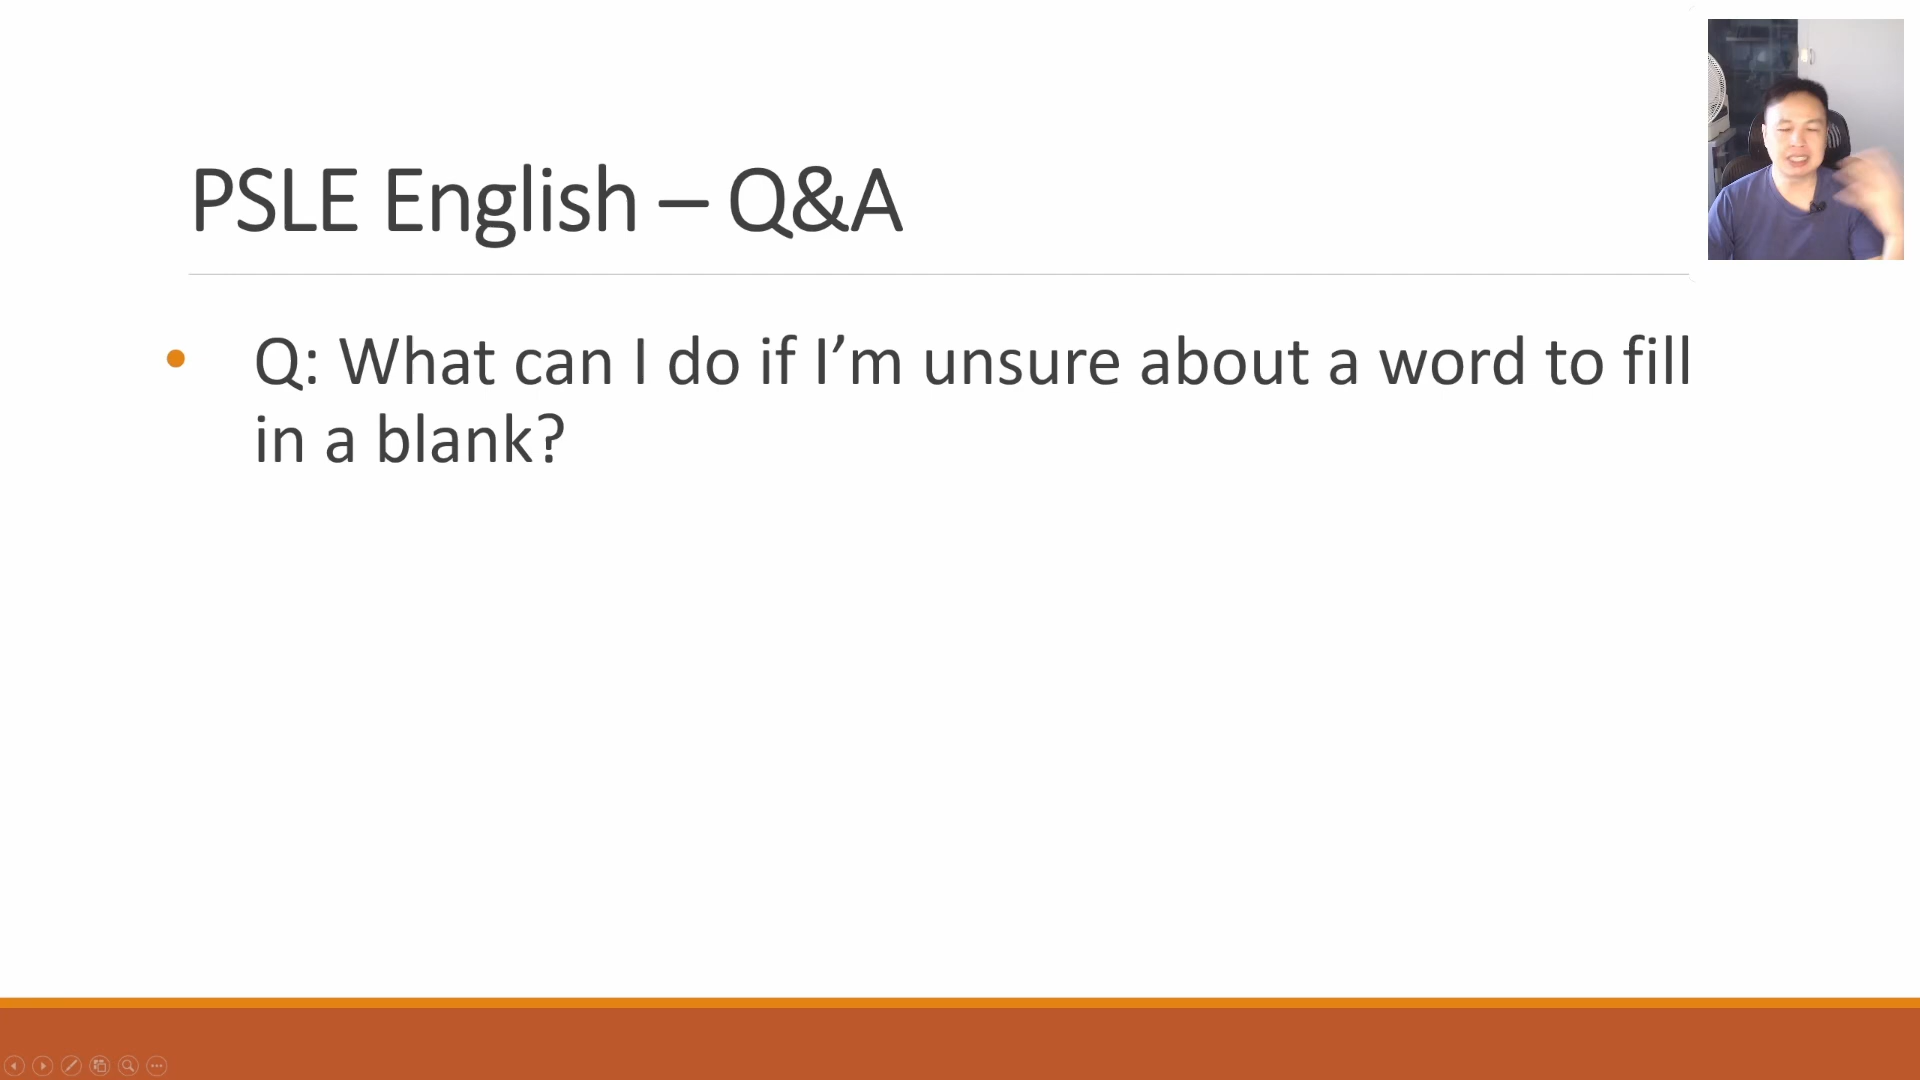 PSLE English – Q&A
• Q: What can I do if I’m unsure about a word to fill
in a blank?